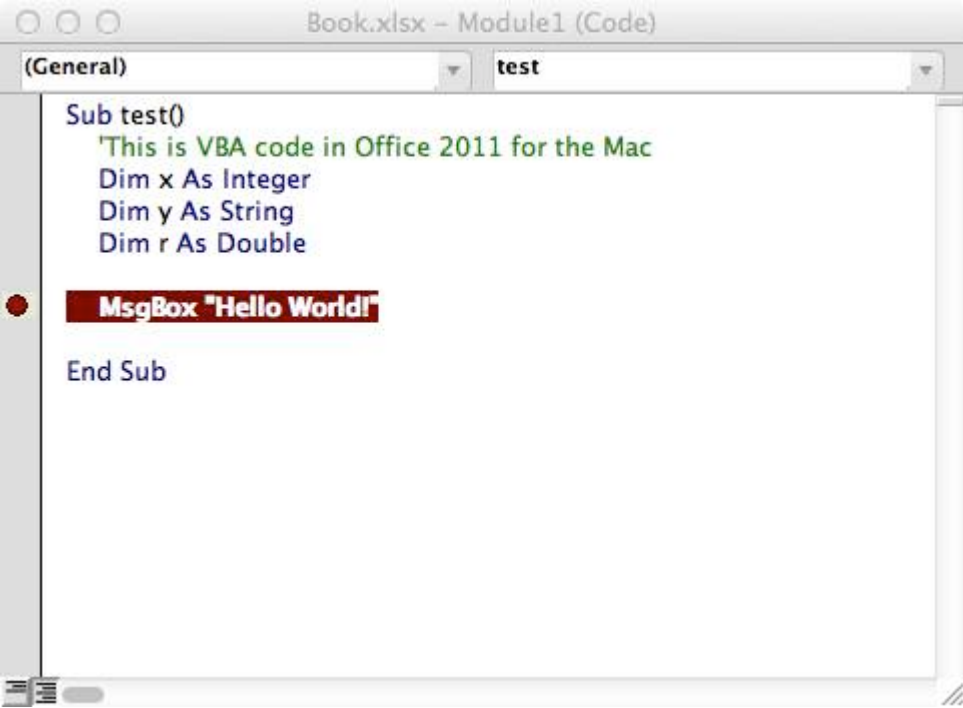 Book.xlsx – Module1 (Code)
(General) test
Sub test()
'This is VBA code in Office 2011 for the Mac
Dim x As Integer
Dim y As String
Dim r As Double
MsgBox "Hello World!"
End Sub